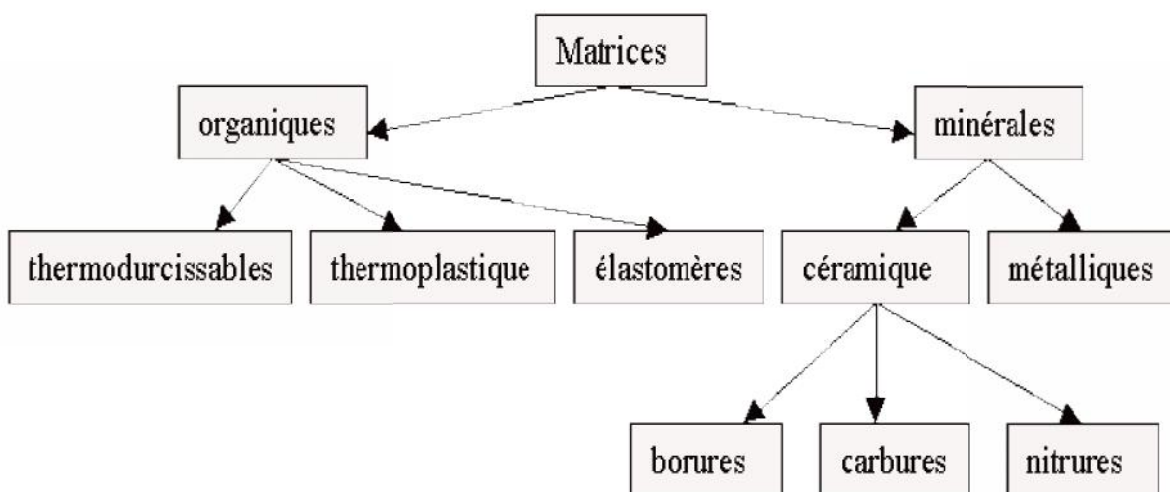 Matrices
organiques
minérales
thermodurcissables
thermoplastique
élastomères
céramique
métalliques
borures
carbures
nitrures